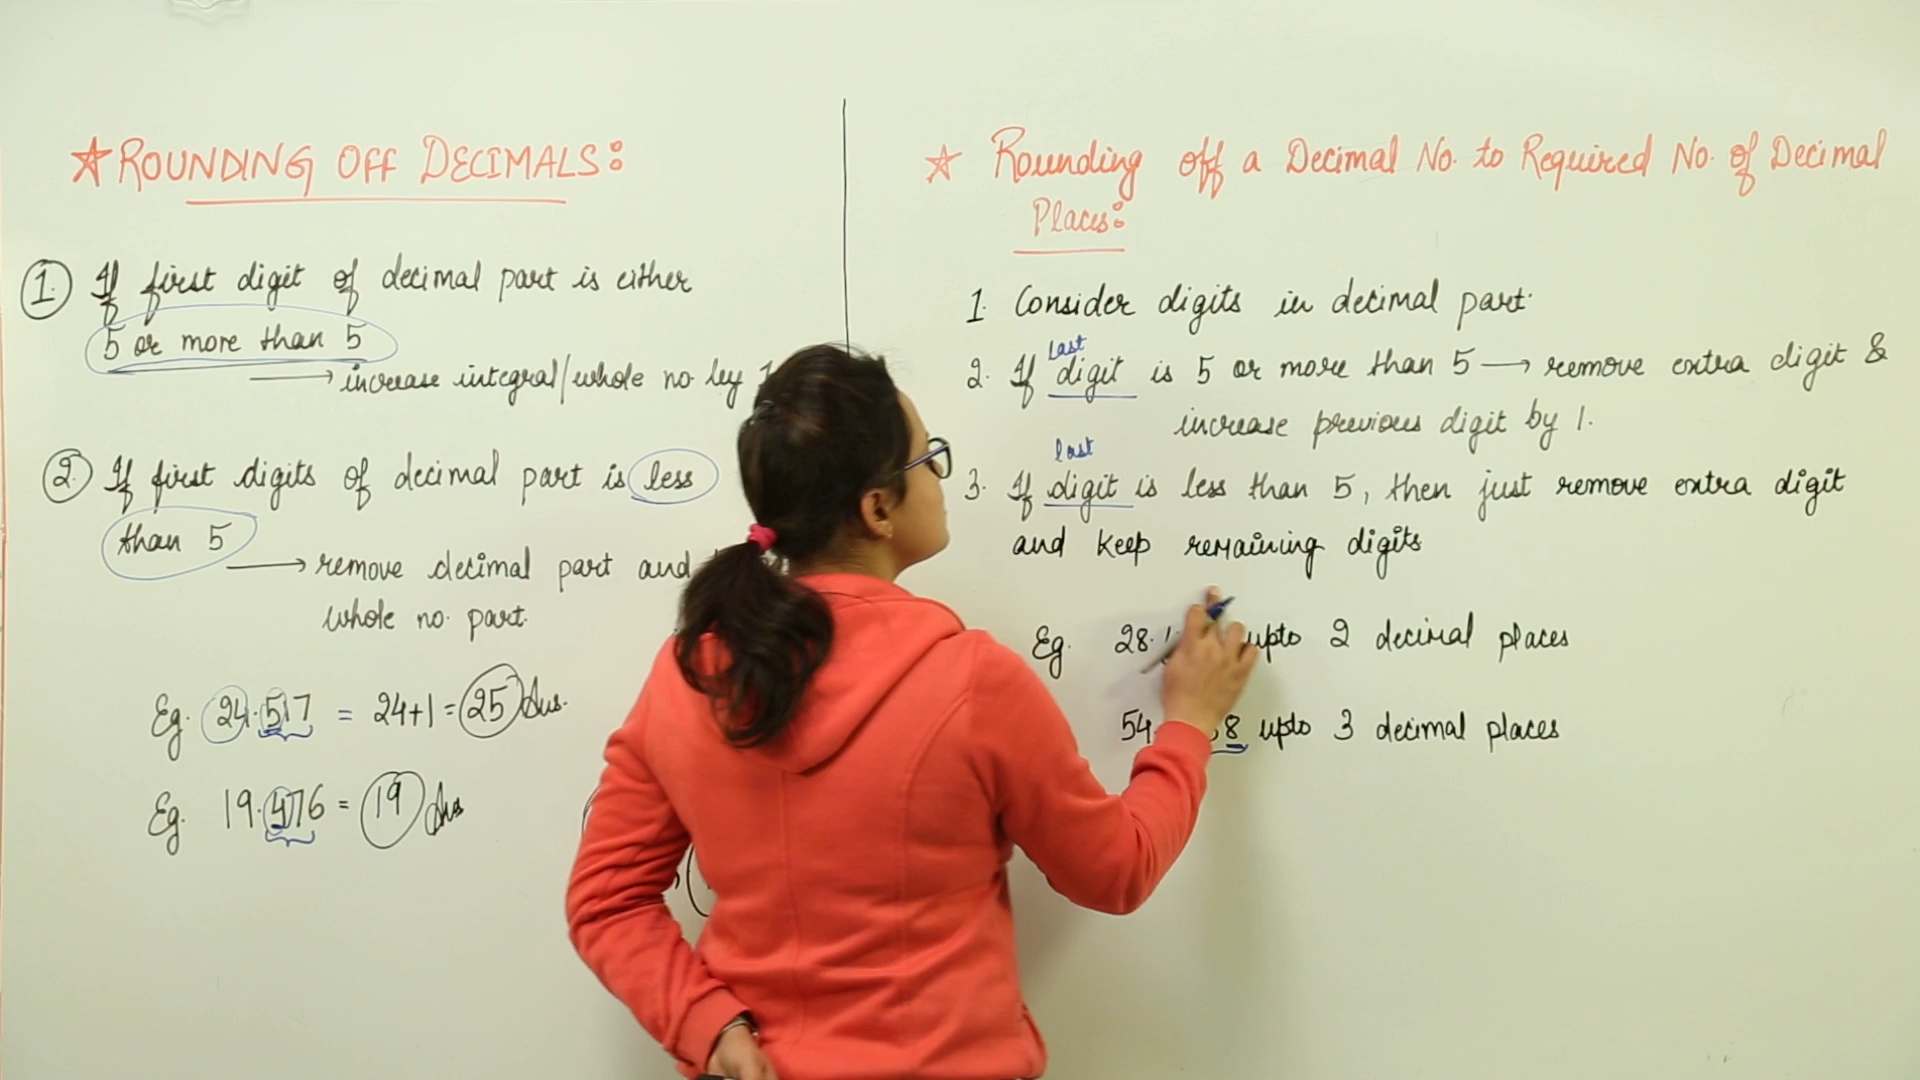 ☆ ROUNDING OFF DECIMALS:
1. If first digit of decimal part is either
5 or more than 5
→ increase integral/whole no. by
2. If first digits of decimal part is less
than 5
→ remove decimal part and
whole no. part.
Eg. 24.517 = 24+1 = 25 Ans.
Eg. 19.476 = 19 Ans
☆ Rounding off a Decimal No. to Required No. of Decimal
Places:
1. Consider digits in decimal part.
last
2. If digit is 5 or more than 5 → remove extra digit &
increase previous digit by 1.
last
3. If digit is less than 5, then just remove extra digit
and keep remaining digits
Eg. 28. upto 2 decimal places
54 8 upto 3 decimal places